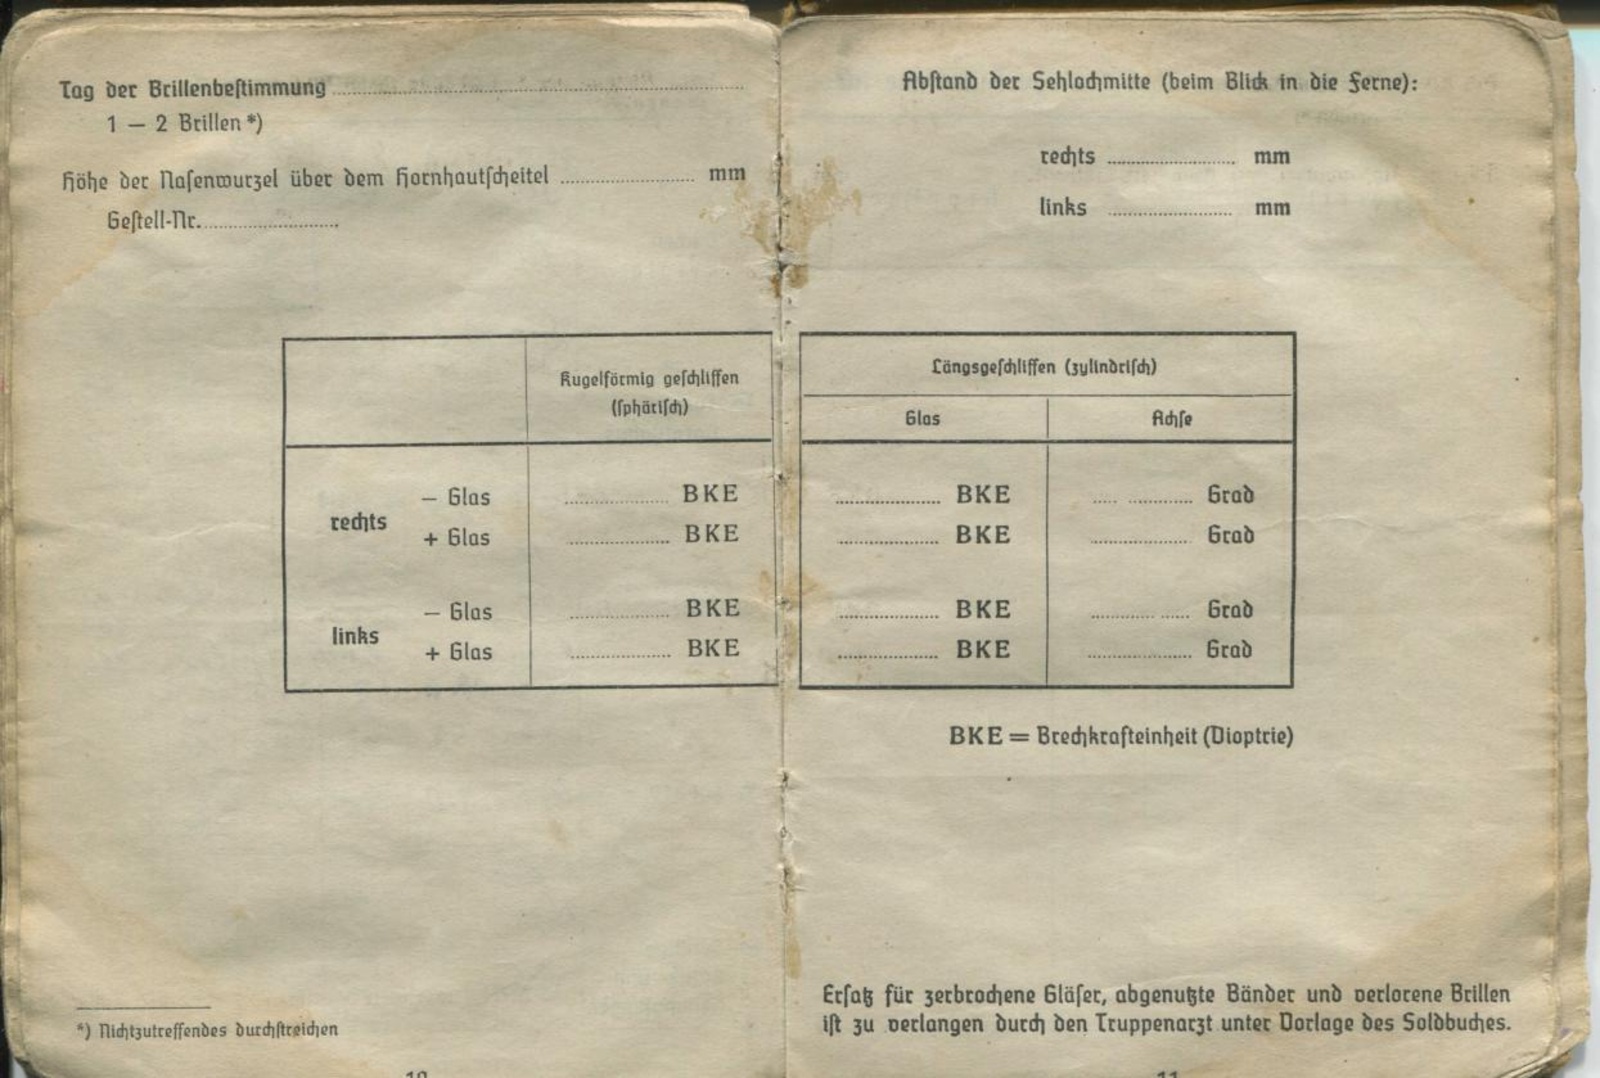 Tag der Brillenbeſtimmung
1 — 2 Brillen *)
Höhe der Naſenwurzel über dem Hornhautſcheitel mm
Geſtell-Nr.
Kugelförmig geſchliffen
(ſphäriſch)
rechts
— Glas BKE
+ Glas BKE
links
— Glas BKE
+ Glas BKE
*) Nichtzutreffendes durchſtreichen
10
Abſtand der Sehlochmitte (beim Blick in die Ferne):
rechts mm
links mm
Längsgeſchliffen (zylindriſch)
Glas Achſe
BKE Grad
BKE Grad
BKE Grad
BKE Grad
BKE = Brechkrafteinheit (Dioptrie)
Erſatz für zerbrochene Gläſer, abgenutzte Bänder und verlorene Brillen
iſt zu verlangen durch den Truppenarzt unter Vorlage des Soldbuches.
11